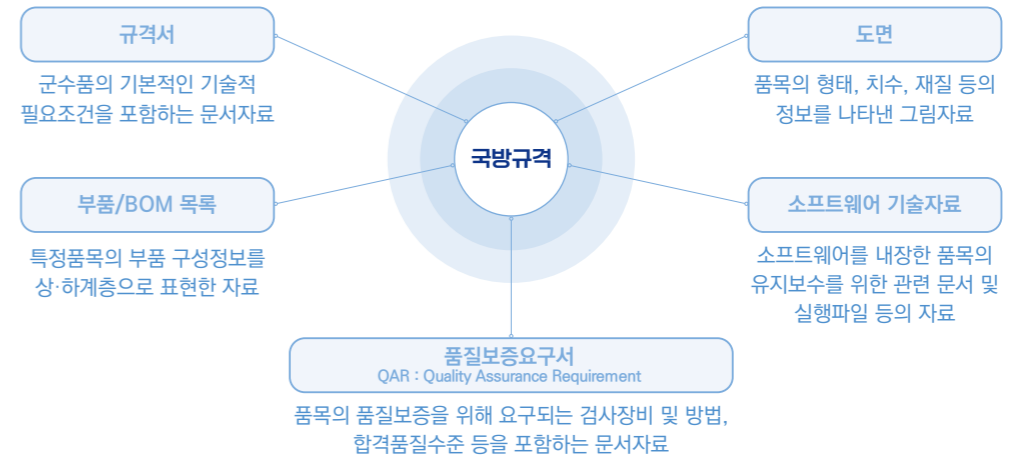 규격서
군수품의 기본적인 기술적
필요조건을 포함하는 문서자료
도면
품목의 형태, 치수, 재질 등의
정보를 나타낸 그림자료
국방규격
부품/BOM 목록
특정품목의 부품 구성정보를
상·하계층으로 표현한 자료
소프트웨어 기술자료
소프트웨어를 내장한 품목의
유지보수를 위한 관련 문서 및
실행파일 등의 자료
품질보증요구서
QAR : Quality Assurance Requirement
품목의 품질보증을 위해 요구되는 검사장비 및 방법,
합격품질수준 등을 포함하는 문서자료